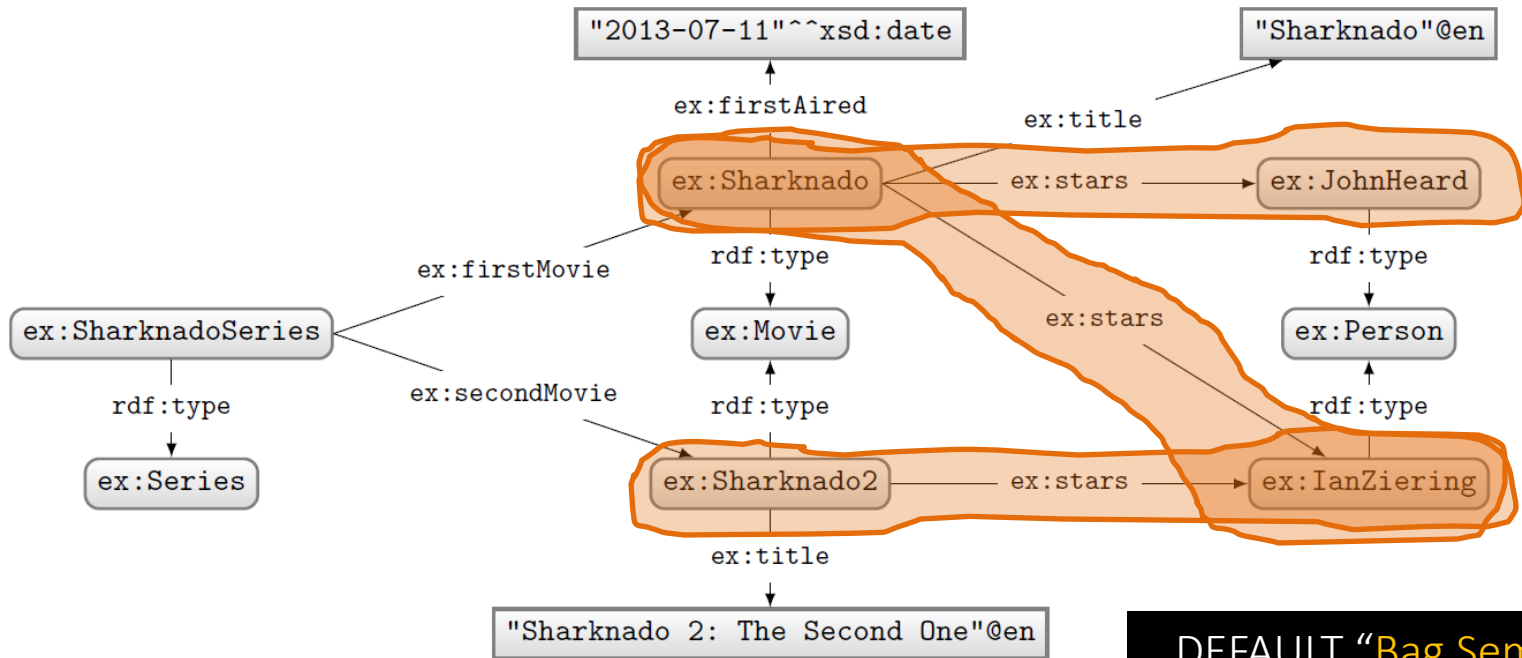 "2013-07-11"^^xsd:date
"Sharknado"@en
ex:firstAired
ex:title
ex:Sharknado
ex:stars
ex:JohnHeard
rdf:type
rdf:type
ex:firstMovie
ex:stars
ex:SharknadoSeries
ex:Movie
ex:Person
ex:secondMovie
rdf:type
rdf:type
rdf:type
ex:Series
ex:Sharknado2
ex:stars
ex:IanZiering
ex:title
"Sharknado 2: The Second One"@en
DEFAULT "Bag